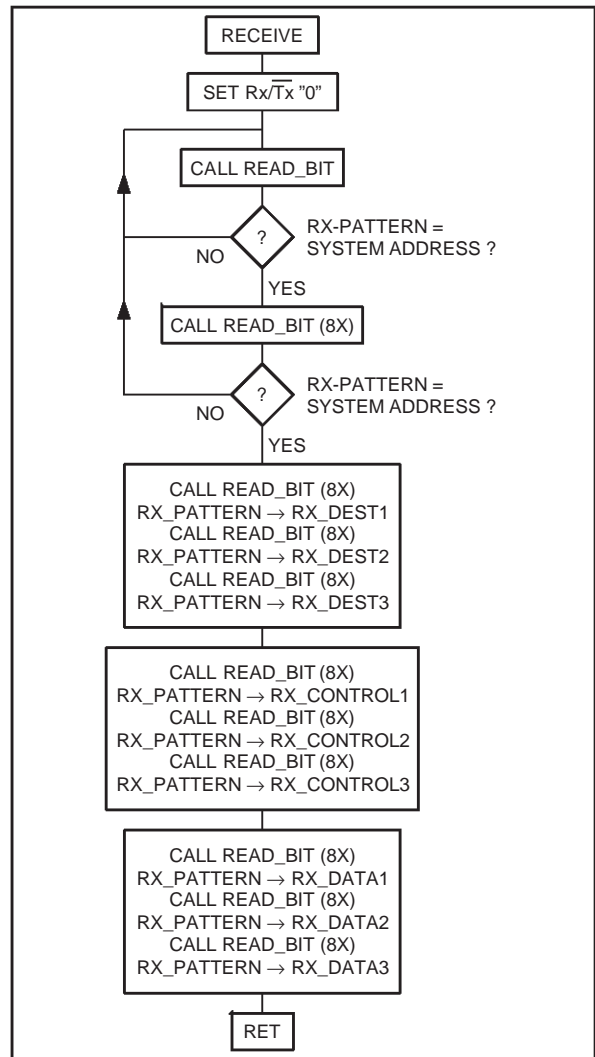 RECEIVE
SET Rx/T̅x̅ "0"
CALL READ_BIT
?
RX-PATTERN =
SYSTEM ADDRESS ?
NO
YES
CALL READ_BIT (8X)
?
RX-PATTERN =
SYSTEM ADDRESS ?
NO
YES
CALL READ_BIT (8X)
RX_PATTERN → RX_DEST1
CALL READ_BIT (8X)
RX_PATTERN → RX_DEST2
CALL READ_BIT (8X)
RX_PATTERN → RX_DEST3
CALL READ_BIT (8X)
RX_PATTERN → RX_CONTROL1
CALL READ_BIT (8X)
RX_PATTERN → RX_CONTROL2
CALL READ_BIT (8X)
RX_PATTERN → RX_CONTROL3
CALL READ_BIT (8X)
RX_PATTERN → RX_DATA1
CALL READ_BIT (8X)
RX_PATTERN → RX_DATA2
CALL READ_BIT (8X)
RX_PATTERN → RX_DATA3
RET